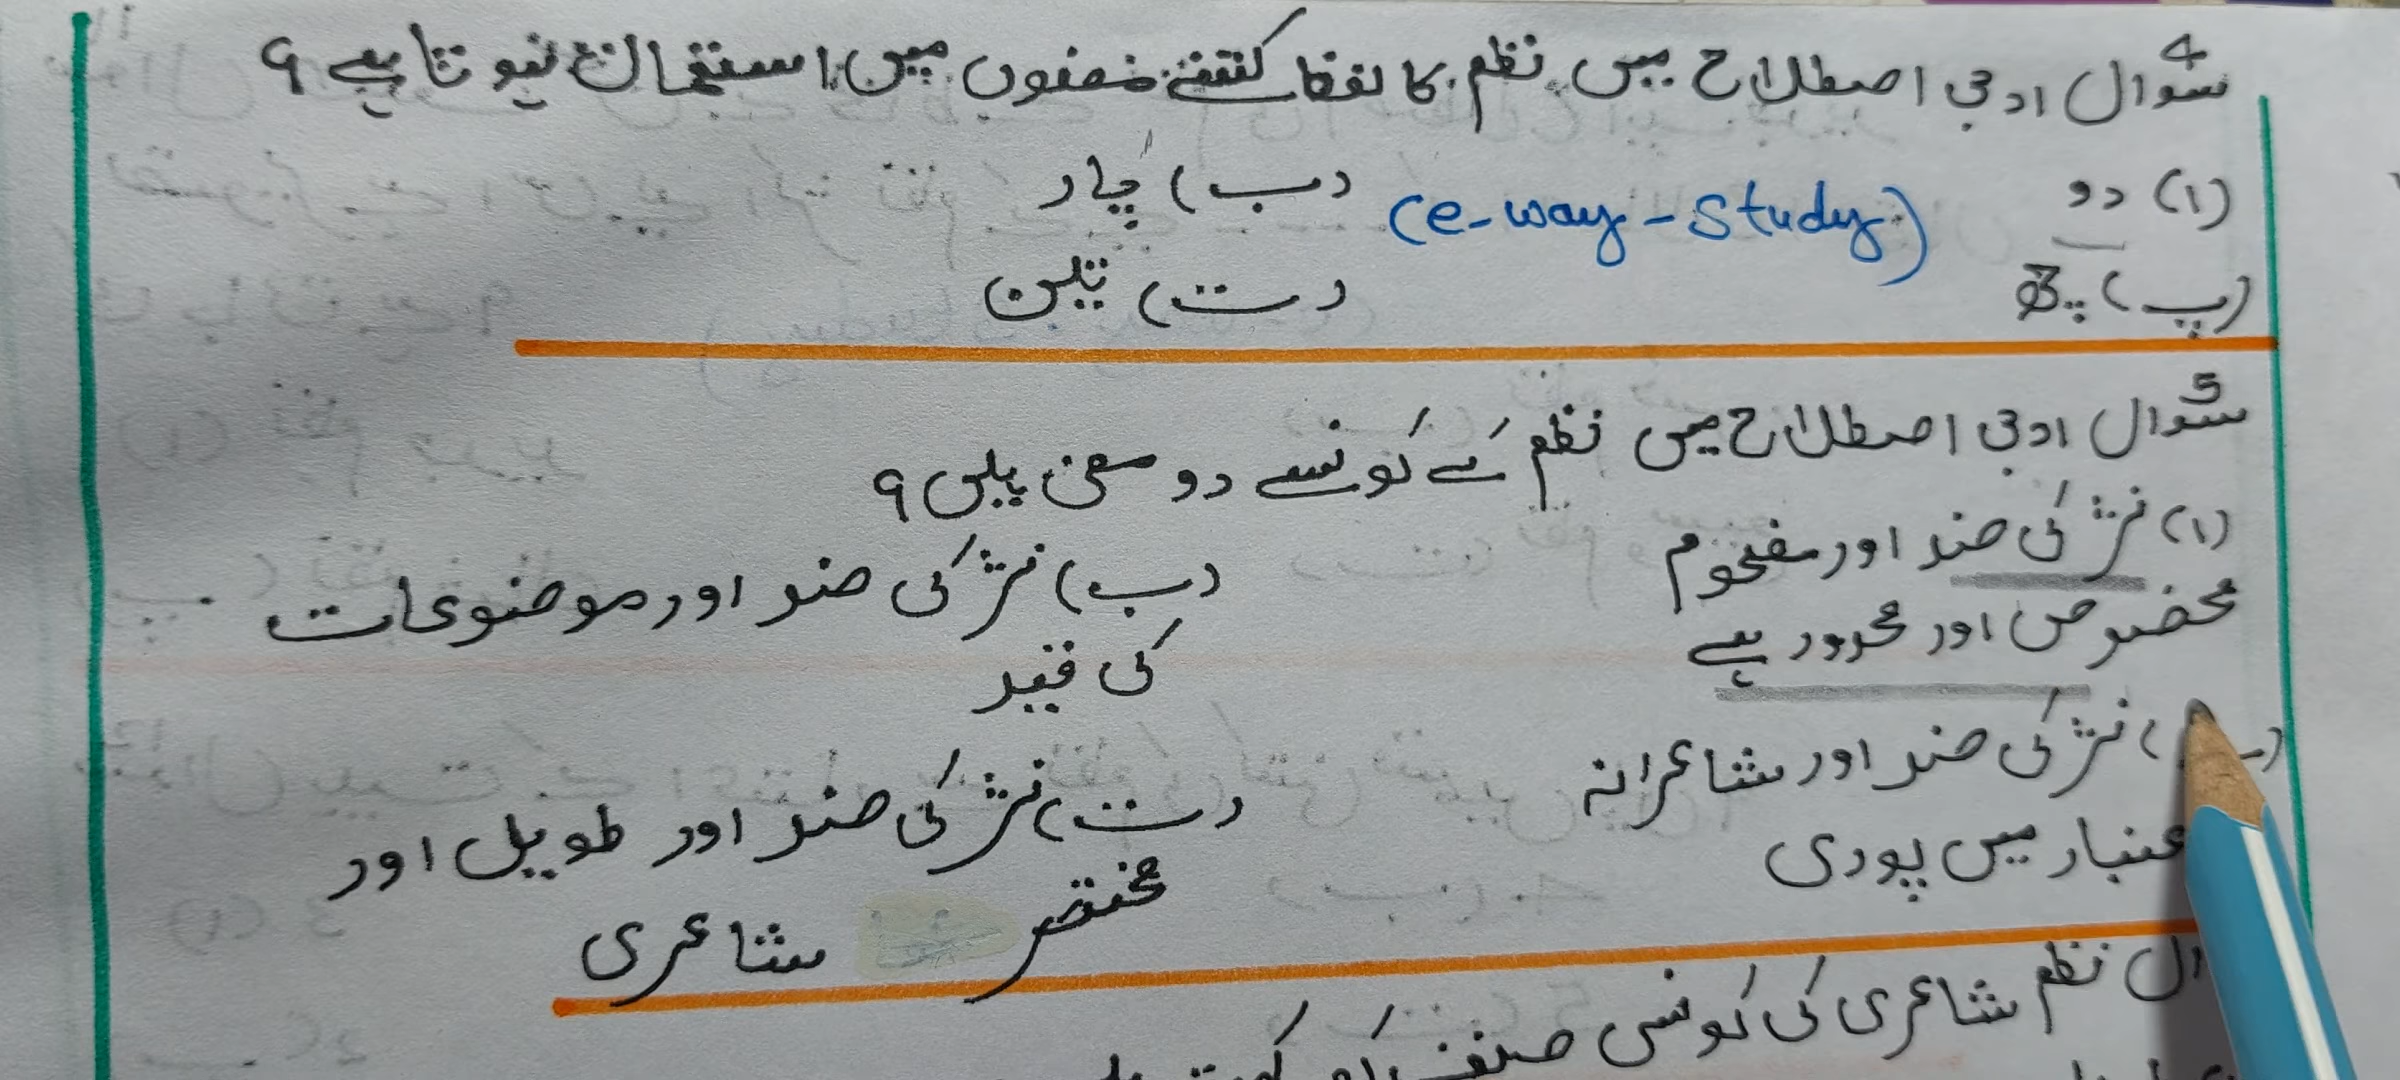 سوال 4 ادبی اصطلاح میں نظم کا لفظ کتنے مفہوں میں استعمال ہوتا ہے ؟
(۱) دو (ب) چار
(e-way-study)
(پ) (ت) تین
سوال 5 ادبی اصطلاح میں نظم کے کونسے دو معنی ہیں ؟
(۱) نثر کی ضد اور مفحوم
مخصوص اور محدود ہے
(ب) نثر کی ضد اور موضوعات
کی قید
نثر کی ضد اور شاعرانہ
میں پوری
(ت) نثر کی ضد اور طویل اور
مختصر شاعری
نظم شاعری کی کونسی صنف